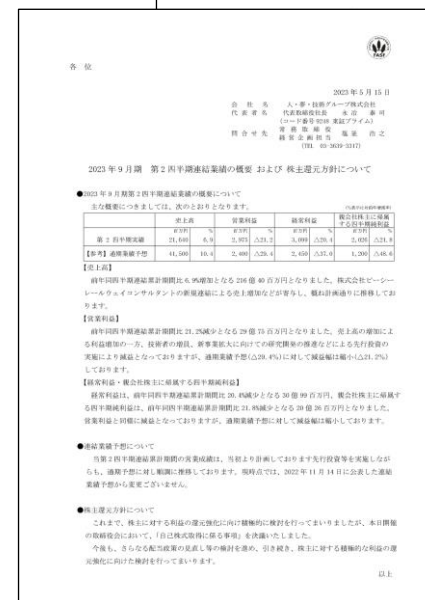 各 位
2023年5月15日
会 社 名 人・夢・技術グループ株式会社
代 表 者 名 代表取締役社長 永冶 泰司
(コード番号 9248 東証プライム)
問 合 せ 先 常務取締役
経営企画担当 塩釜 浩之
(TEL 03-3639-3317)
2023年9月期 第2四半期連結業績の概要 および 株主還元方針について
●2023年9月期第2四半期連結業績の概要について
主な概要につきましては、次のとおりとなります。
売上高 営業利益 経常利益 親会社株主に帰属する四半期純利益
百万円 % 百万円 % 百万円 % 百万円 %
第2四半期実績 21,640 6.9 2,975 △21.2 3,099 △20.4 2,026 △21.8
【参考】通期業績予想 41,500 10.4 2,400 △29.4 2,450 △37.0 1,200 △48.6
【売上高】
前年同四半期連結累計期間比6.9%増加となる216億40百万円となりました。株式会社ピーシー
レールウェイコンサルタントの新規連結による売上増加などが寄与し、概ね計画通りに推移してお
ります。
【営業利益】
前年同四半期連結累計期間比21.2%減少となる29億75百万円となりました。売上高の増加によ
る利益増加の一方、技術者の増員、新事業拡大に向けての研究開発の推進などによる先行投資の
実施により減益となっておりますが、通期業績予想(△29.4%)に対して減益幅は縮小(△21.2%)
しております。
【経常利益・親会社株主に帰属する四半期純利益】
経常利益は、前年同四半期連結累計期間比20.4%減少となる30億99百万円、親会社株主に帰属す
る四半期純利益は、前年同四半期連結累計期間比21.8%減少となる20億26百万円となりました。
営業利益と同様に減益となっておりますが、通期業績予想に対して減益幅は縮小しております。
●連結業績予想について
当第2四半期連結累計期間の営業成績は、当初より計画しております先行投資等を実施しなが
らも、通期予想に対し順調に推移しております。現時点では、2022年11月14日に公表した連結
業績予想から変更ございません。
●株主還元方針について
これまで、株主に対する利益の還元強化に向け積極的に検討を行ってまいりましたが、本日開催
の取締役会において、「自己株式取得に係る事項」を決議いたしました。
今後も、さらなる配当政策の見直し等の検討を進め、引き続き、株主に対する積極的な利益の還
元強化に向けた検討を行ってまいります。
以上